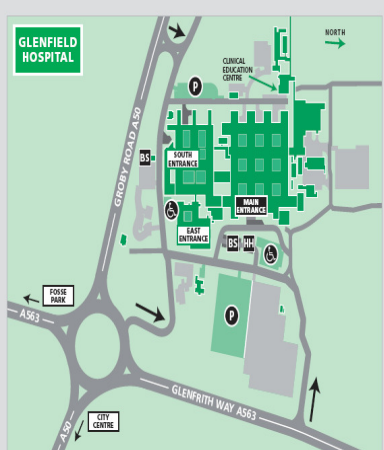 GLENFIELD
HOSPITAL
NORTH
CLINICAL
EDUCATION
CENTRE
P
GROBY ROAD A50
BS
SOUTH
ENTRANCE
MAIN
ENTRANCE
EAST
ENTRANCE
BS HH
FOSSE
PARK
A563
P
GLENFRITH WAY A563
CITY
CENTRE
A50